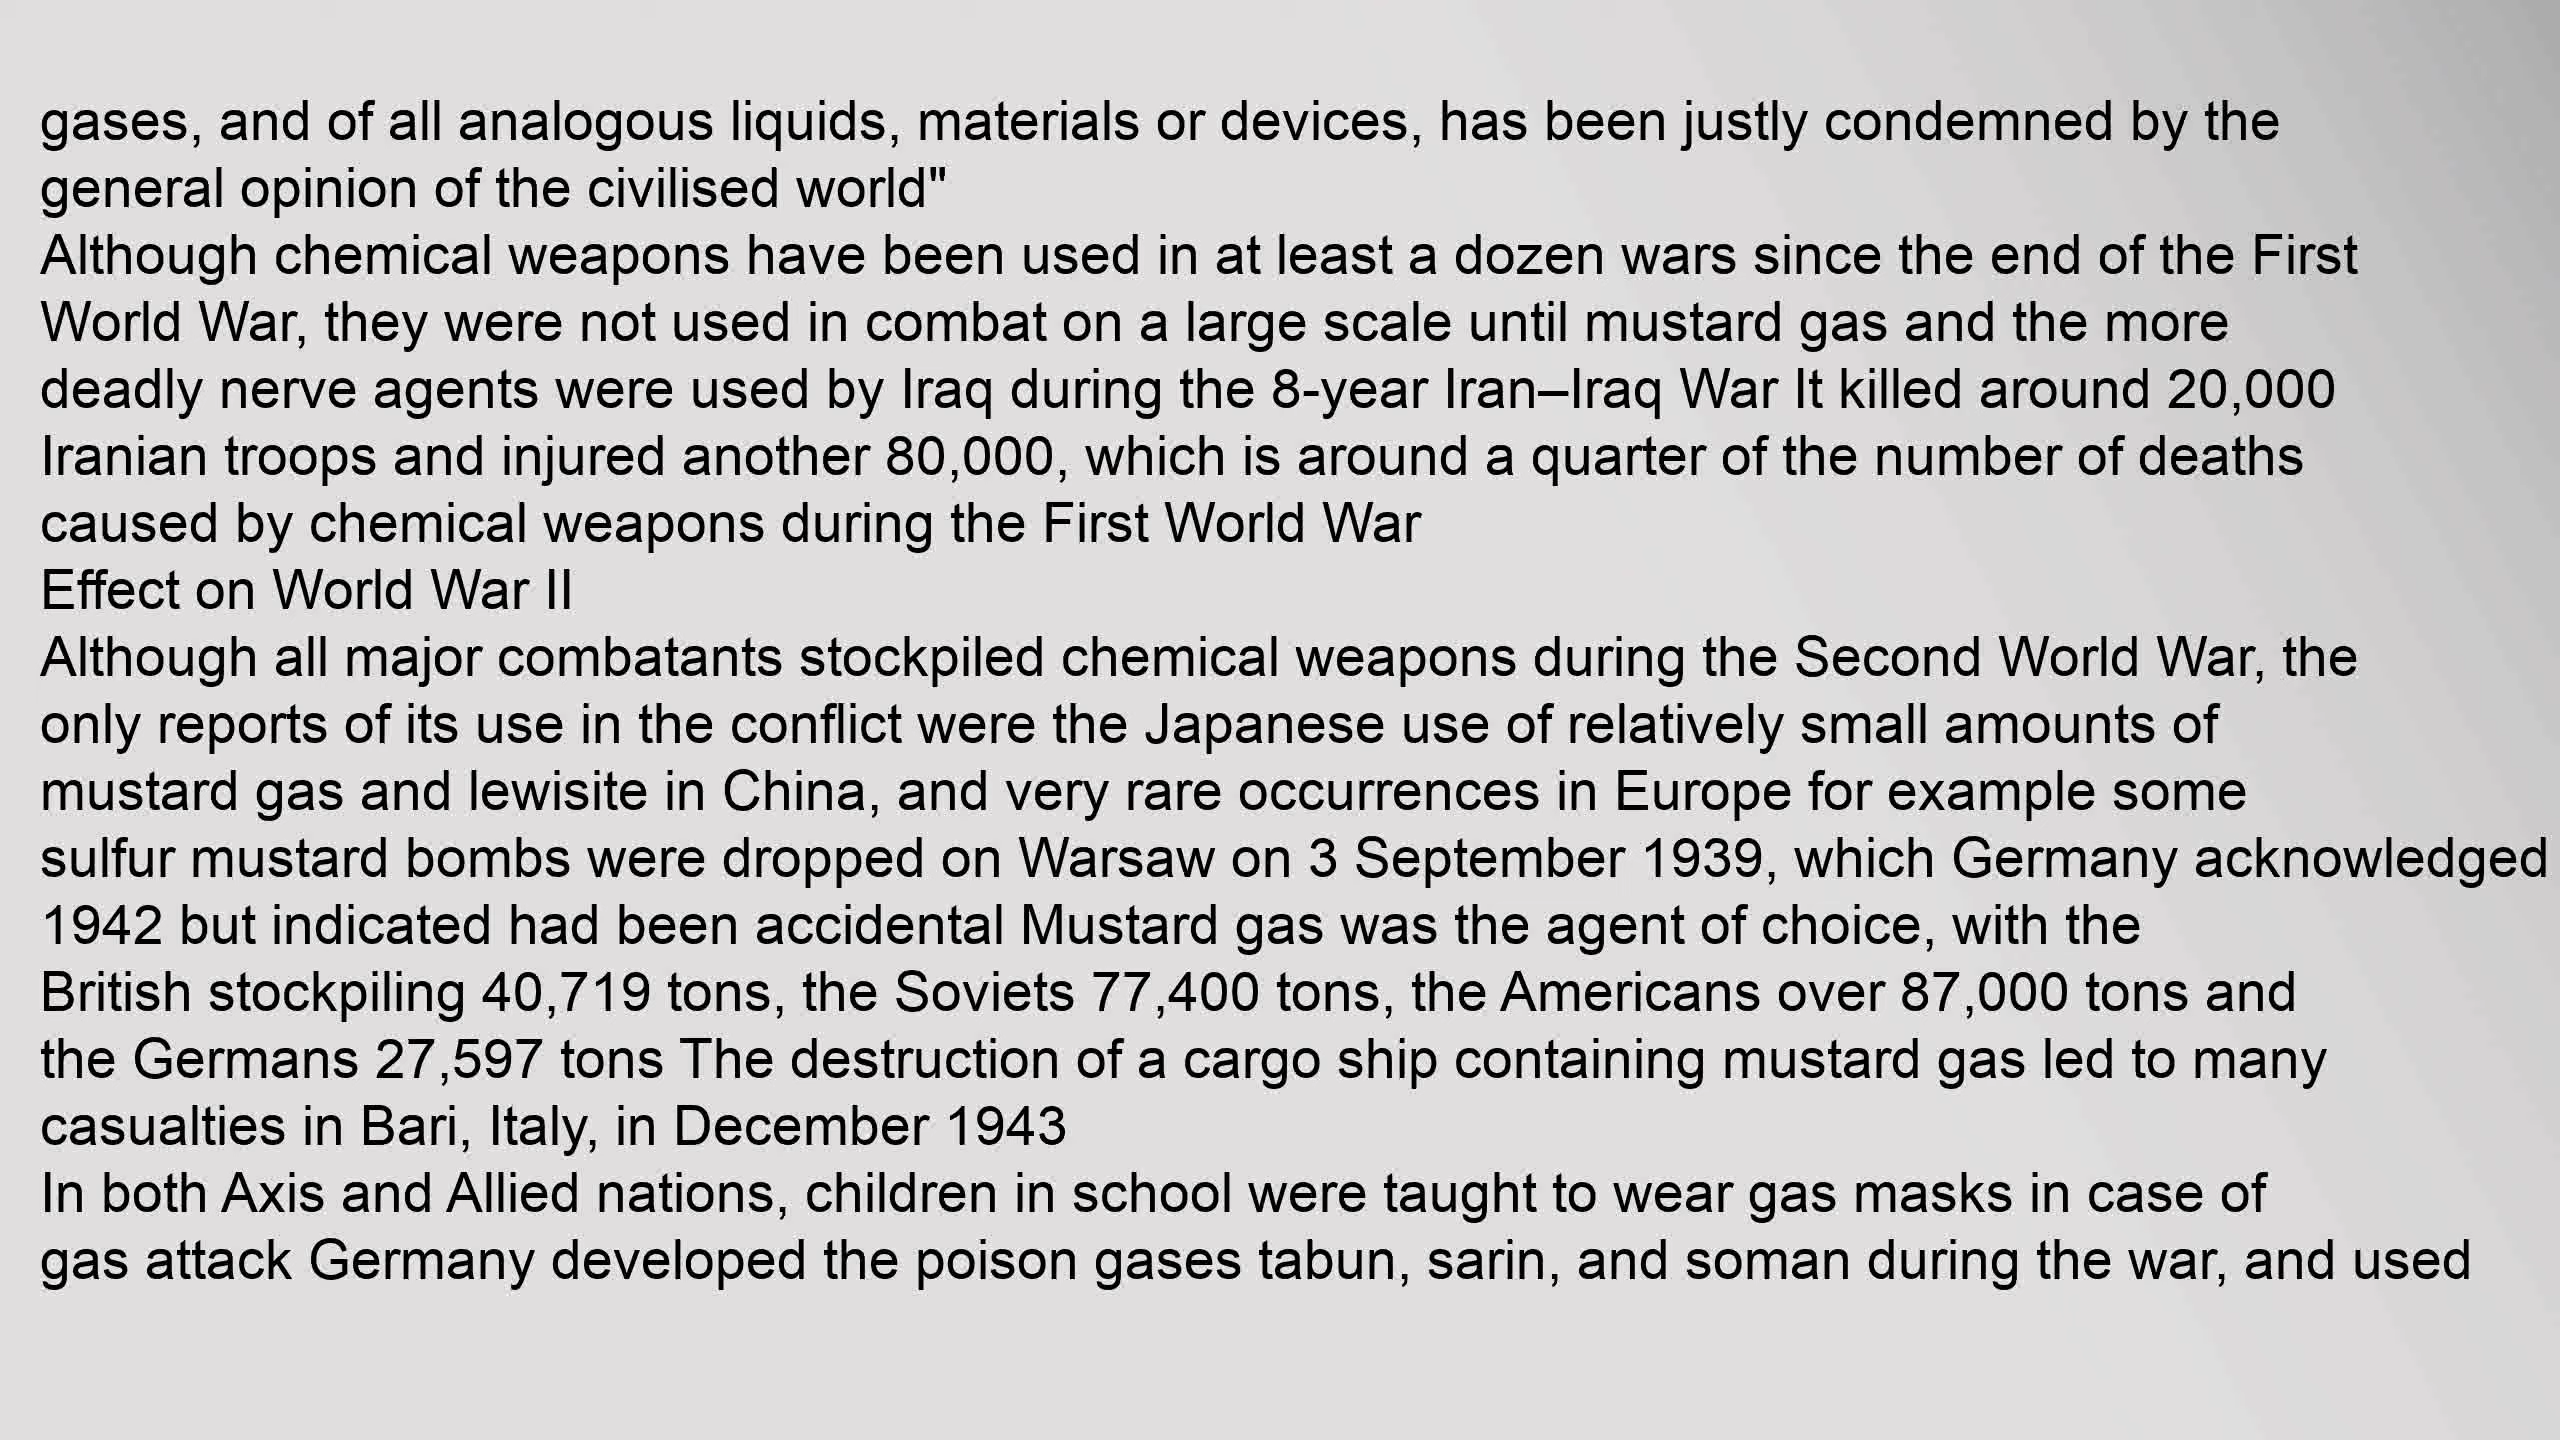 gases, and of all analogous liquids, materials or devices, has been justly condemned by the
general opinion of the civilised world"
Although chemical weapons have been used in at least a dozen wars since the end of the First
World War, they were not used in combat on a large scale until mustard gas and the more
deadly nerve agents were used by Iraq during the 8-year Iran–Iraq War It killed around 20,000
Iranian troops and injured another 80,000, which is around a quarter of the number of deaths
caused by chemical weapons during the First World War
Effect on World War II
Although all major combatants stockpiled chemical weapons during the Second World War, the
only reports of its use in the conflict were the Japanese use of relatively small amounts of
mustard gas and lewisite in China, and very rare occurrences in Europe for example some
sulfur mustard bombs were dropped on Warsaw on 3 September 1939, which Germany acknowledged
1942 but indicated had been accidental Mustard gas was the agent of choice, with the
British stockpiling 40,719 tons, the Soviets 77,400 tons, the Americans over 87,000 tons and
the Germans 27,597 tons The destruction of a cargo ship containing mustard gas led to many
casualties in Bari, Italy, in December 1943
In both Axis and Allied nations, children in school were taught to wear gas masks in case of
gas attack Germany developed the poison gases tabun, sarin, and soman during the war, and used